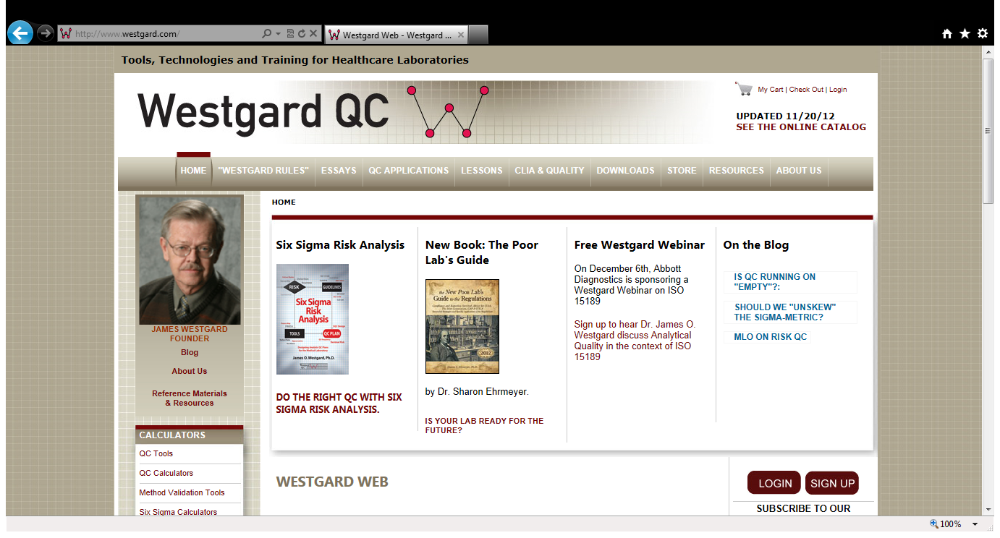 http://www.westgard.com/
Westgard Web - Westgard ...
Tools, Technologies and Training for Healthcare Laboratories
Westgard QC
My Cart | Check Out | Login
UPDATED 11/20/12
SEE THE ONLINE CATALOG
HOME "WESTGARD RULES" ESSAYS QC APPLICATIONS LESSONS CLIA & QUALITY DOWNLOADS STORE RESOURCES ABOUT US
JAMES WESTGARD
FOUNDER
Blog
About Us
Reference Materials
& Resources
CALCULATORS
QC Tools
QC Calculators
Method Validation Tools
Six Sigma Calculators
HOME
Six Sigma Risk Analysis
RISK
GUIDELINES
Six Sigma
Risk
Analysis
TOOLS
QC PLAN
Designing Analytic QC Plans
for the Medical Laboratory
James O. Westgard, Ph.D.
DO THE RIGHT QC WITH SIX
SIGMA RISK ANALYSIS.
New Book: The Poor
Lab's Guide
the New Poor Lab's
Guide to the Regulations
2012
by Dr. Sharon Ehrmeyer.
IS YOUR LAB READY FOR THE
FUTURE?
Free Westgard Webinar
On December 6th, Abbott
Diagnostics is sponsoring a
Westgard Webinar on ISO
15189
Sign up to hear Dr. James O.
Westgard discuss Analytical
Quality in the context of ISO
15189
On the Blog
IS QC RUNNING ON
"EMPTY"?:
SHOULD WE "UNSKEW"
THE SIGMA-METRIC?
MLO ON RISK QC
WESTGARD WEB
LOGIN SIGN UP
SUBSCRIBE TO OUR
100%